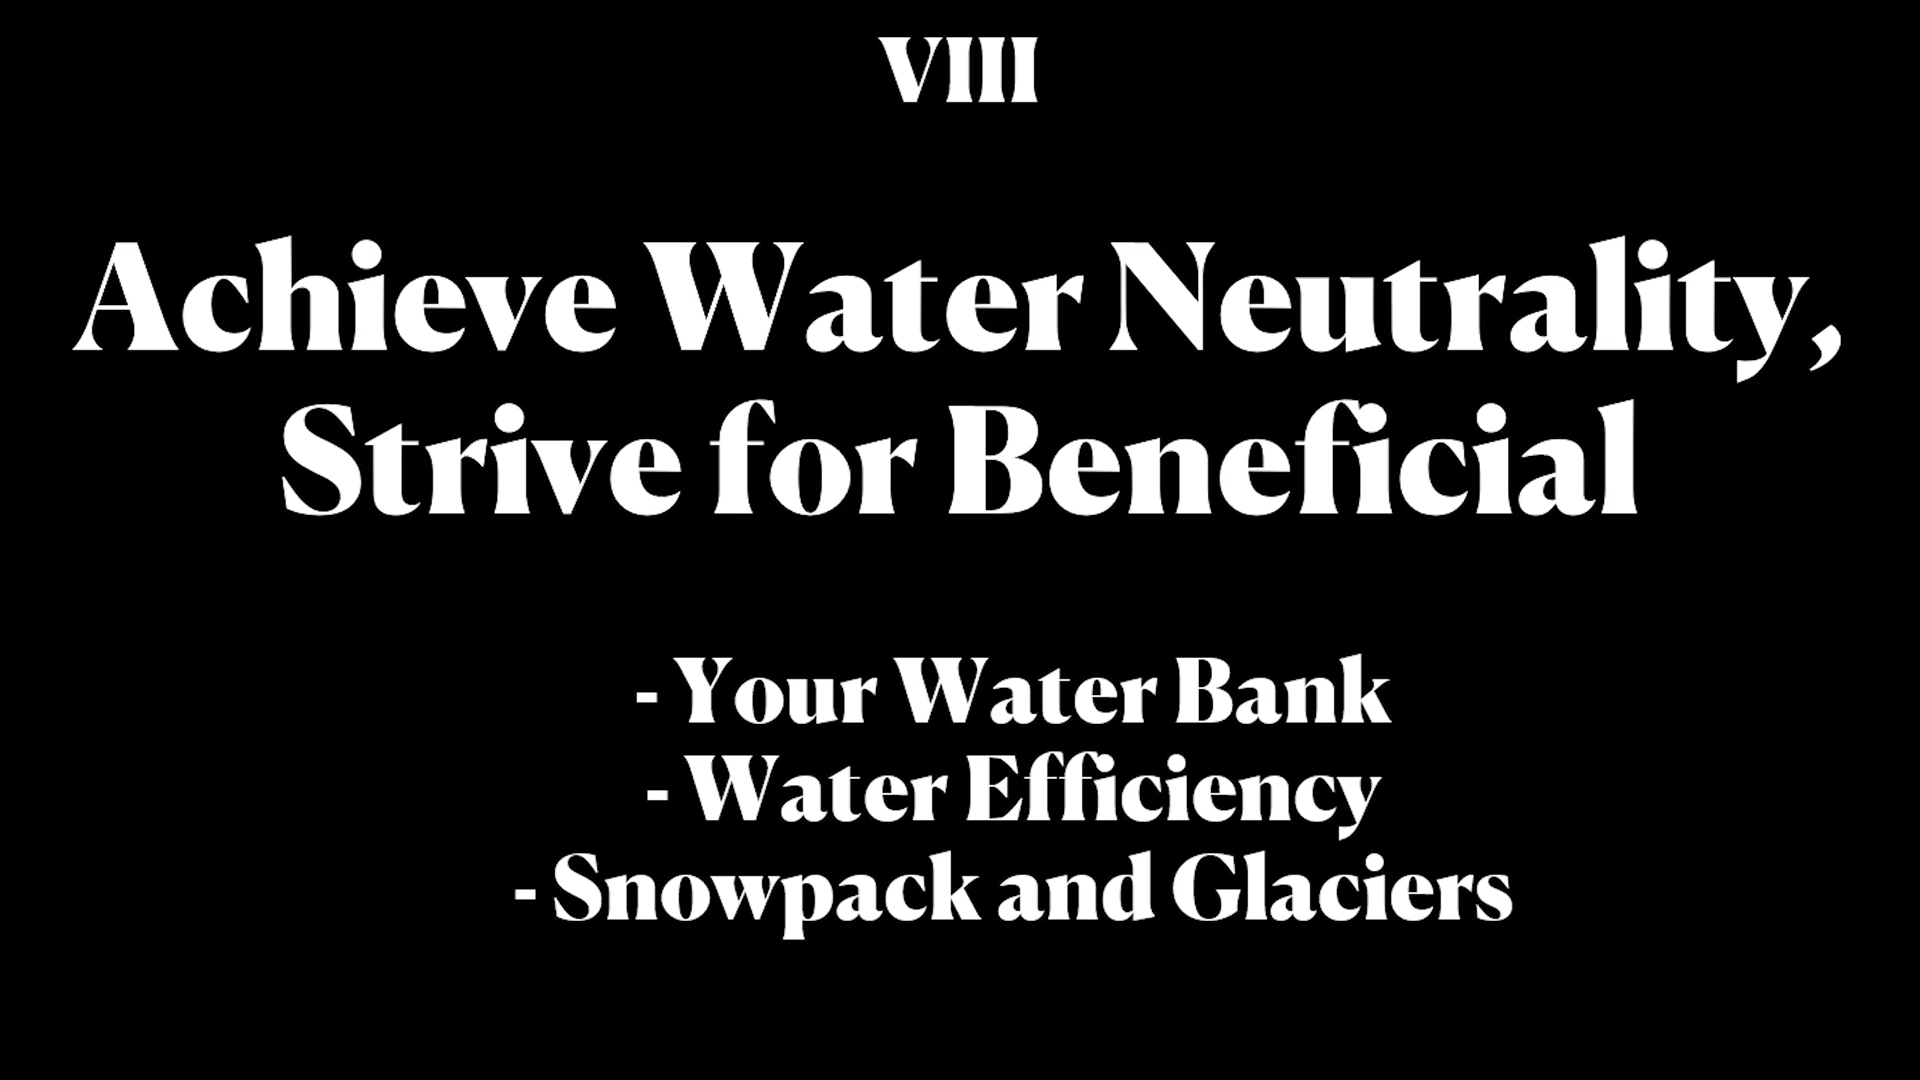 VIII
Achieve Water Neutrality,
Strive for Beneficial
- Your Water Bank
- Water Efficiency
- Snowpack and Glaciers